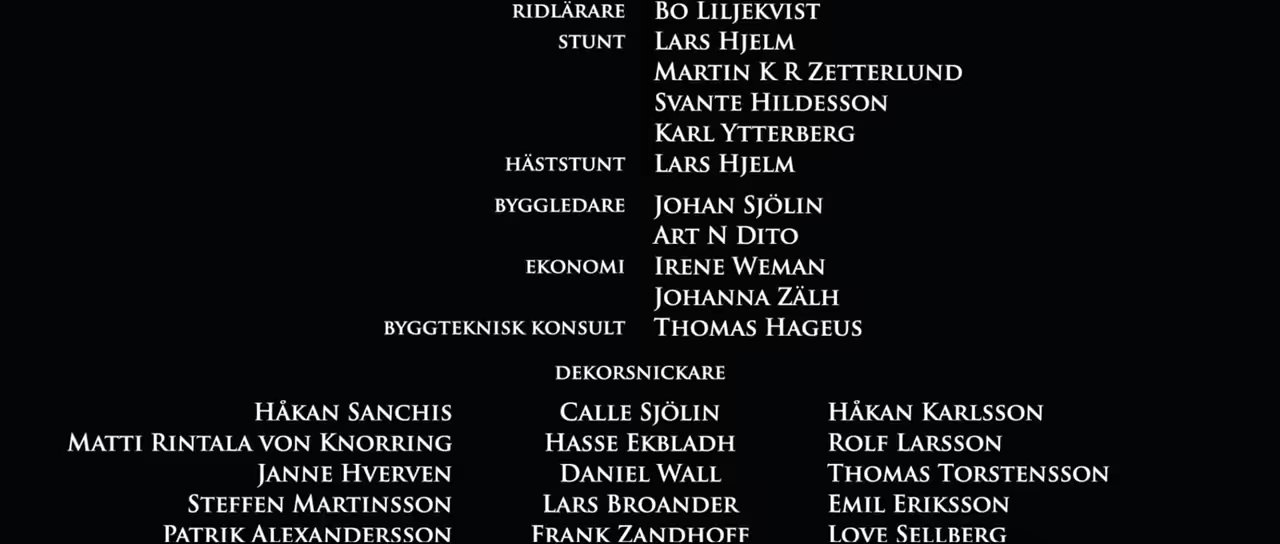 RIDLÄRARE BO LILJEKVIST
STUNT LARS HJELM
MARTIN K R ZETTERLUND
SVANTE HILDESSON
KARL YTTERBERG
HÄSTSTUNT LARS HJELM
BYGGLEDARE JOHAN SJÖLIN
ART N DITO
EKONOMI IRENE WEMAN
JOHANNA ZÄLH
BYGGTEKNISK KONSULT THOMAS HAGEUS
DEKORSNICKARE
HÅKAN SANCHIS CALLE SJÖLIN HÅKAN KARLSSON
MATTI RINTALA VON KNORRING HASSE EKBLADH ROLF LARSSON
JANNE HVERVEN DANIEL WALL THOMAS TORSTENSSON
STEFFEN MARTINSSON LARS BROANDER EMIL ERIKSSON
PATRIK ALEXANDERSSON FRANK ZANDHOFF LOVE SELLBERG